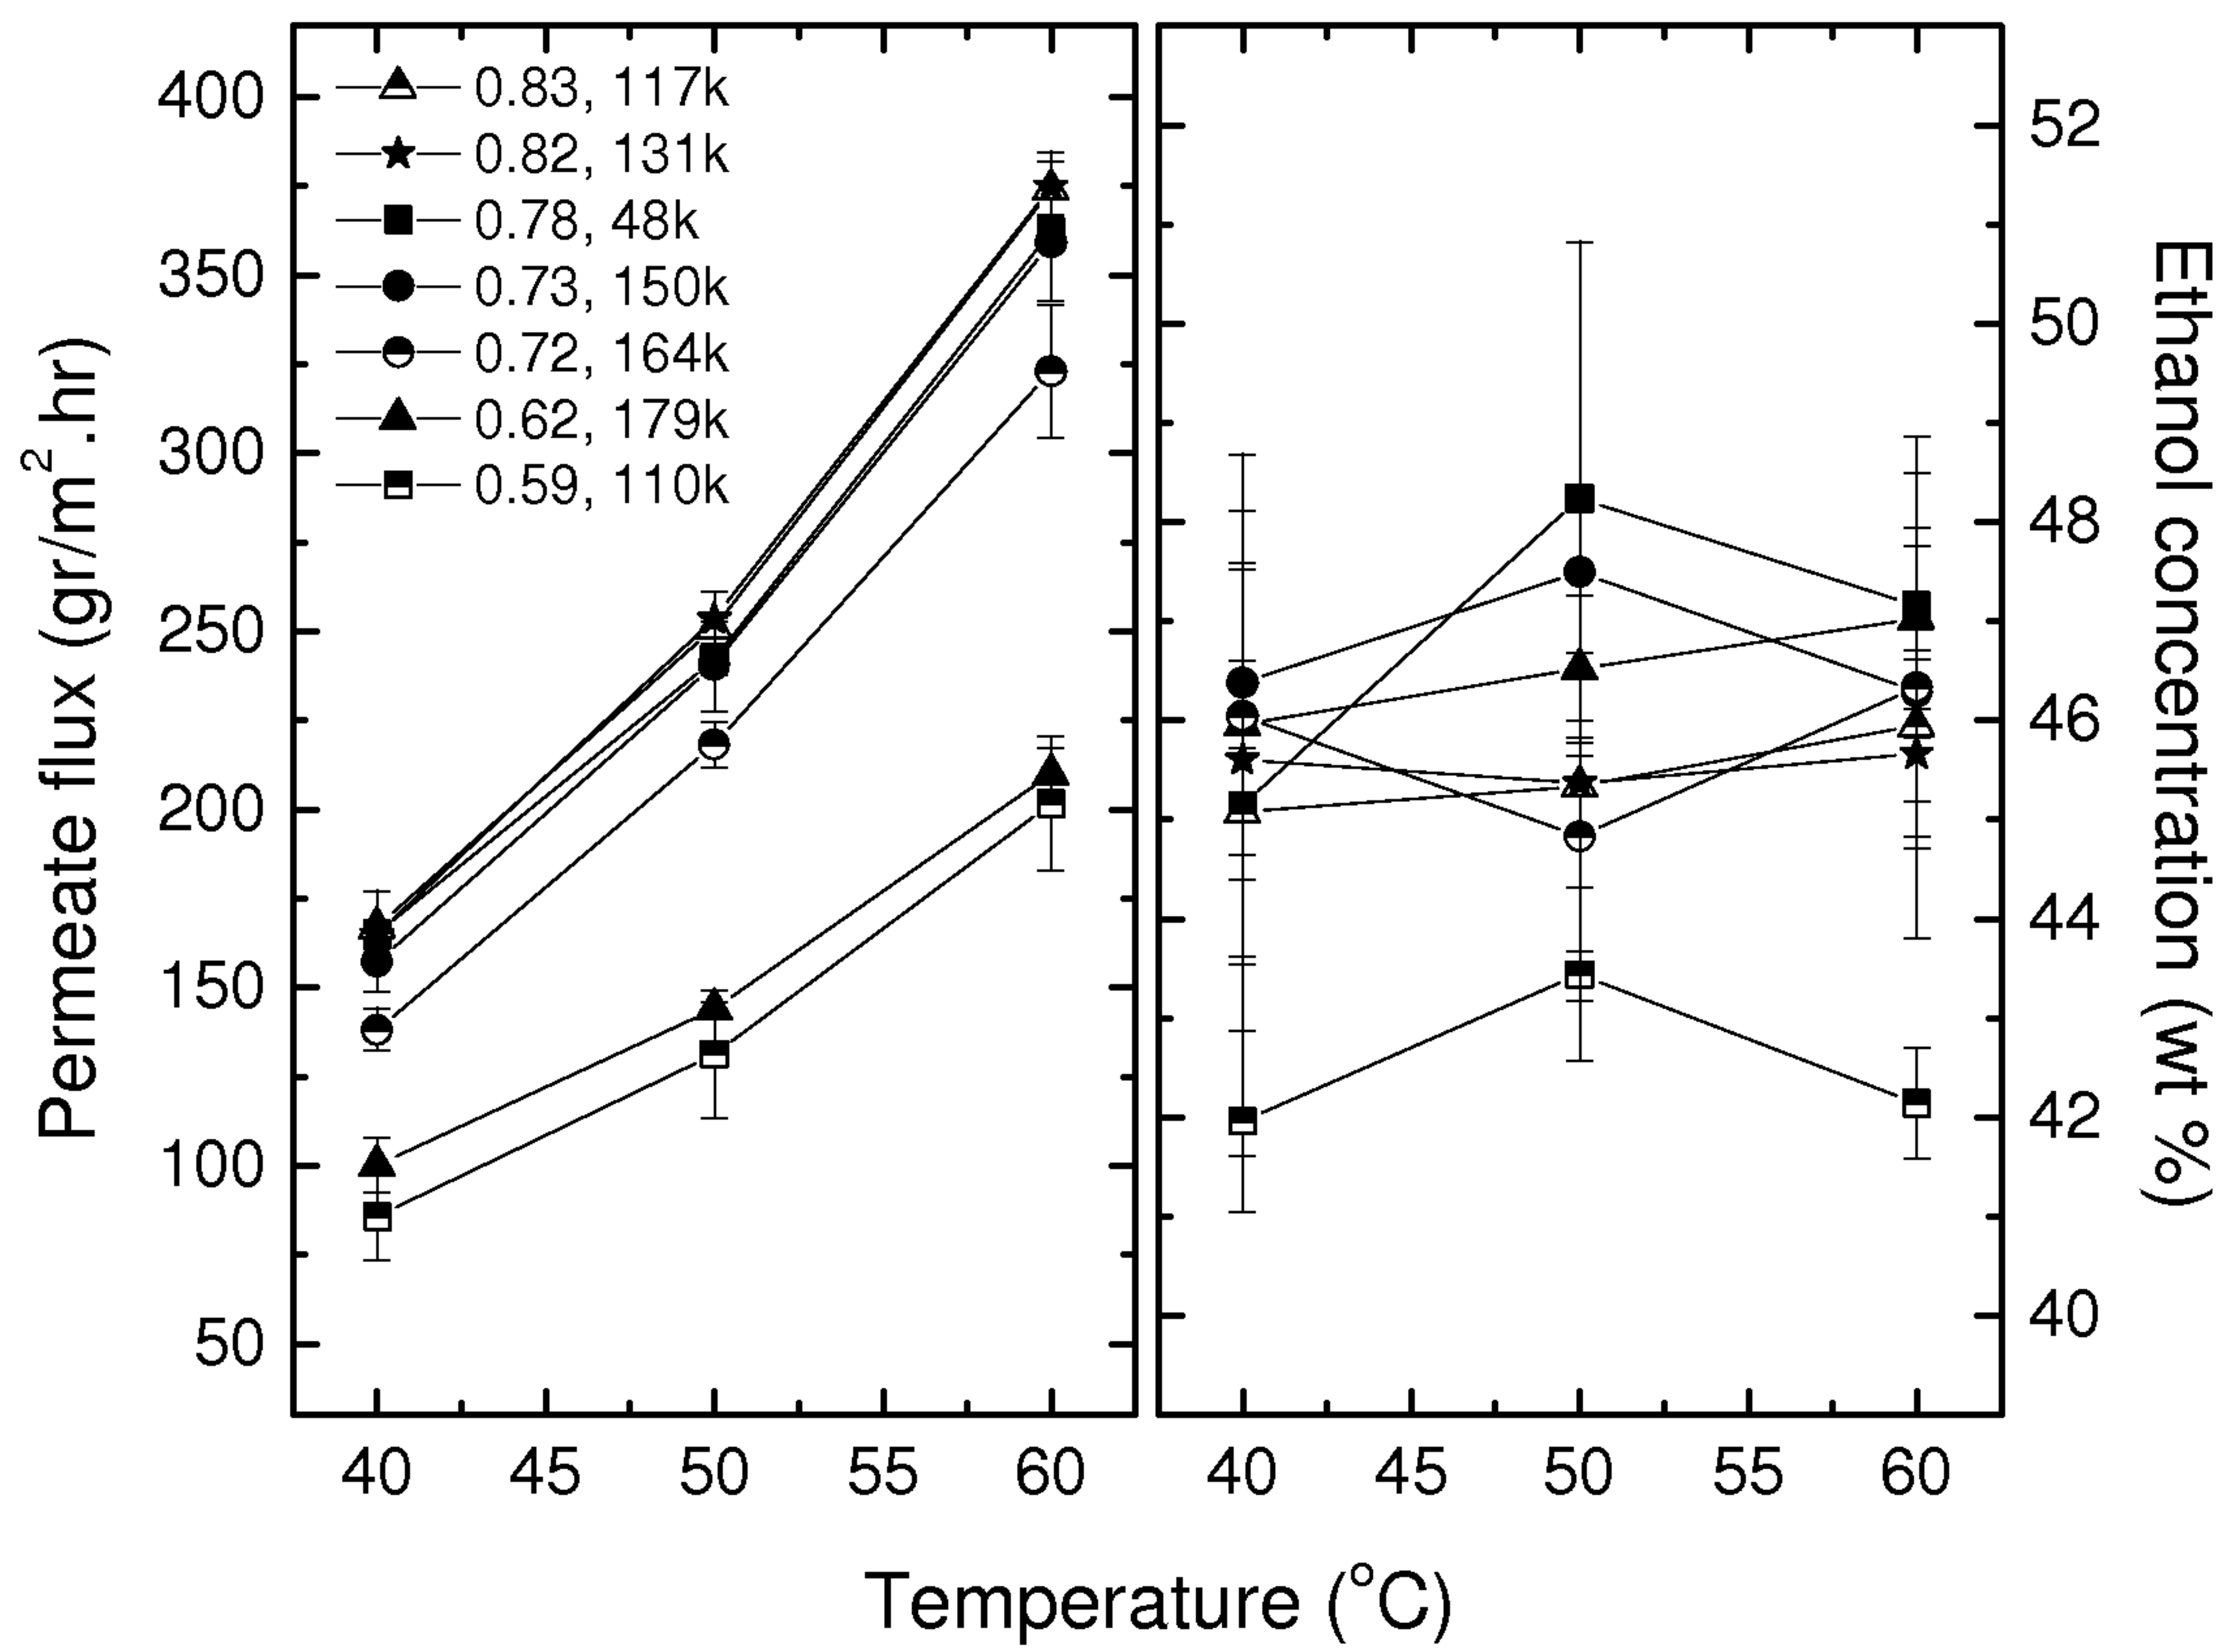 Permeate flux (gr/m².hr)
400
350
300
250
200
150
100
50
0.83, 117k
0.82, 131k
0.78, 48k
0.73, 150k
0.72, 164k
0.62, 179k
0.59, 110k
52
50
48
46
44
42
40
Ethanol concentration (wt %)
40 45 50 55 60 40 45 50 55 60
Temperature (°C)